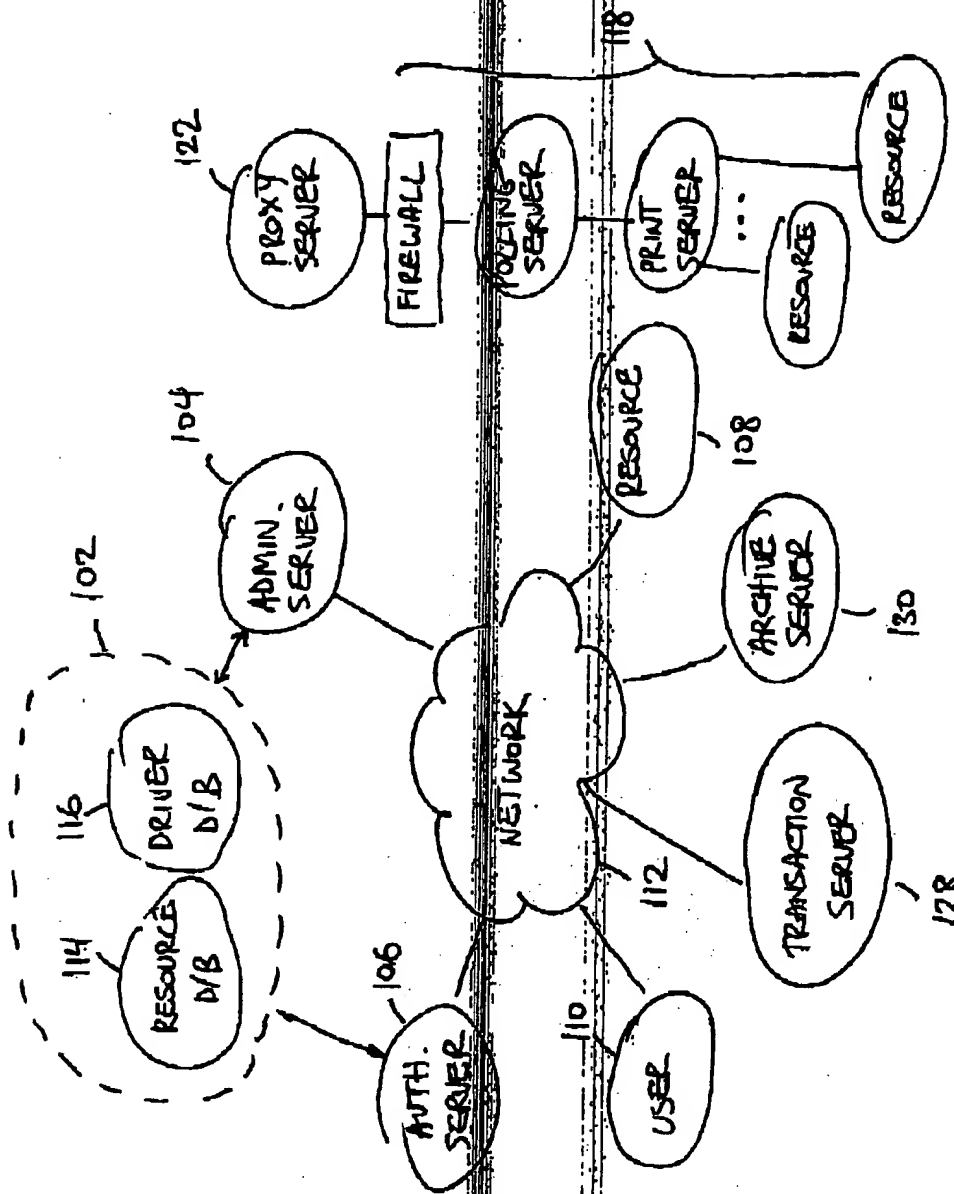 102
114
116
RESOURCE
D/B
DRIVER
D/B
104
ADMIN.
SERVER
106
AUTH.
SERVER
NETWORK
112
110
USER
128
TRANSACTION
SERVER
130
ARCHIVE
SERVER
108
RESOURCE
122
PROXY
SERVER
FIREWALL
POLLING
SERVER
PRINT
SERVER
....
RESOURCE
RESOURCE
118